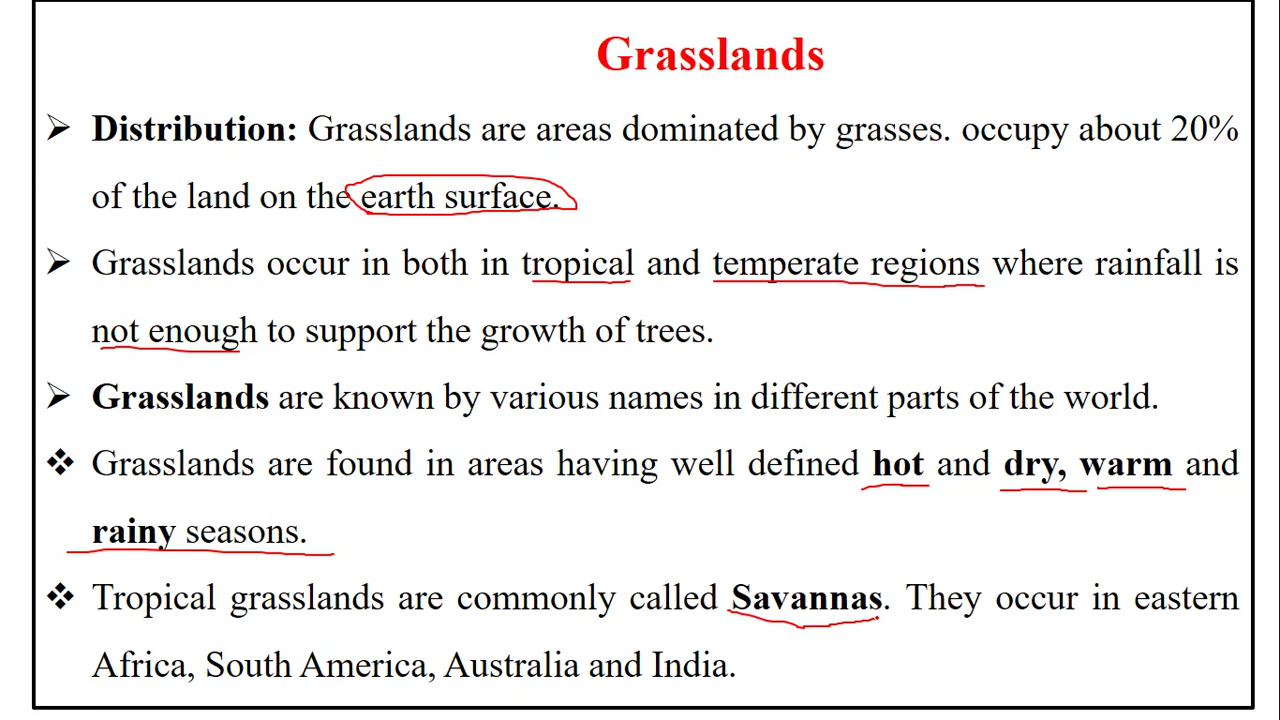 Grasslands
➢ Distribution: Grasslands are areas dominated by grasses. occupy about 20%
of the land on the earth surface.
➢ Grasslands occur in both in tropical and temperate regions where rainfall is
not enough to support the growth of trees.
➢ Grasslands are known by various names in different parts of the world.
❖ Grasslands are found in areas having well defined hot and dry, warm and
rainy seasons.
❖ Tropical grasslands are commonly called Savannas. They occur in eastern
Africa, South America, Australia and India.